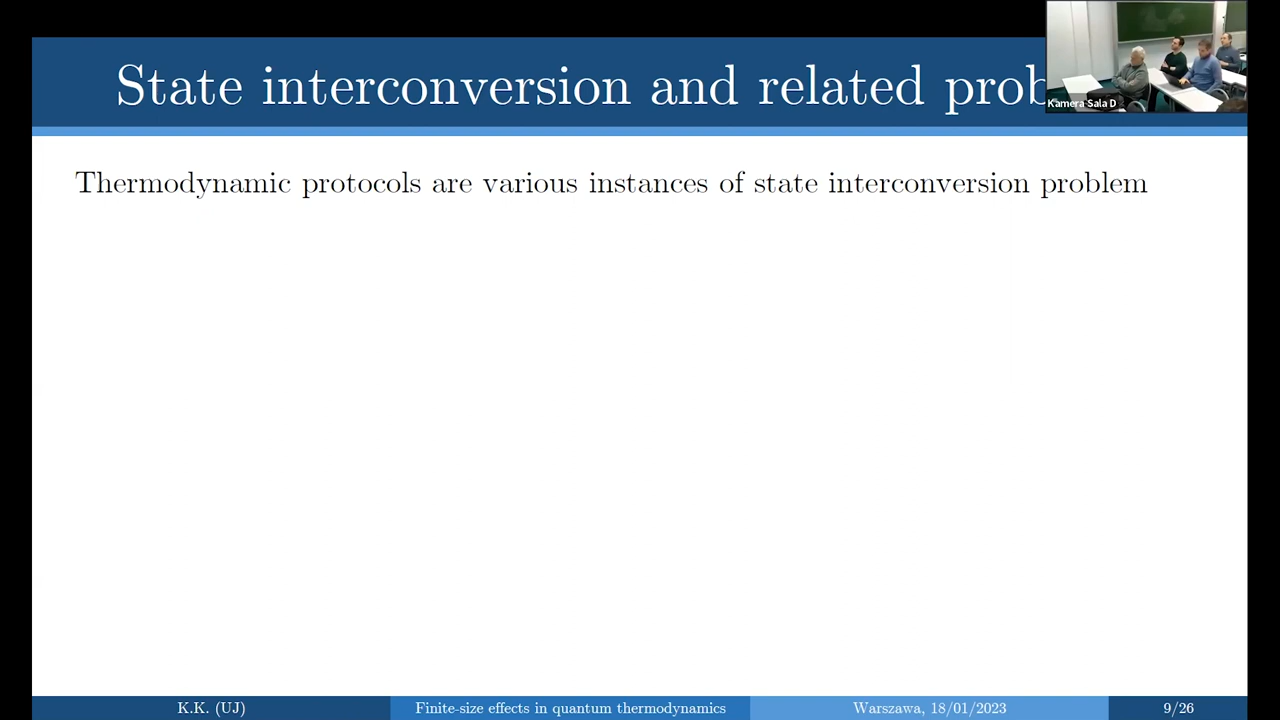 State interconversion and related prob
Kamera Sala D
Thermodynamic protocols are various instances of state interconversion problem
K.K. (UJ)
Finite-size effects in quantum thermodynamics
Warszawa, 18/01/2023
9/26